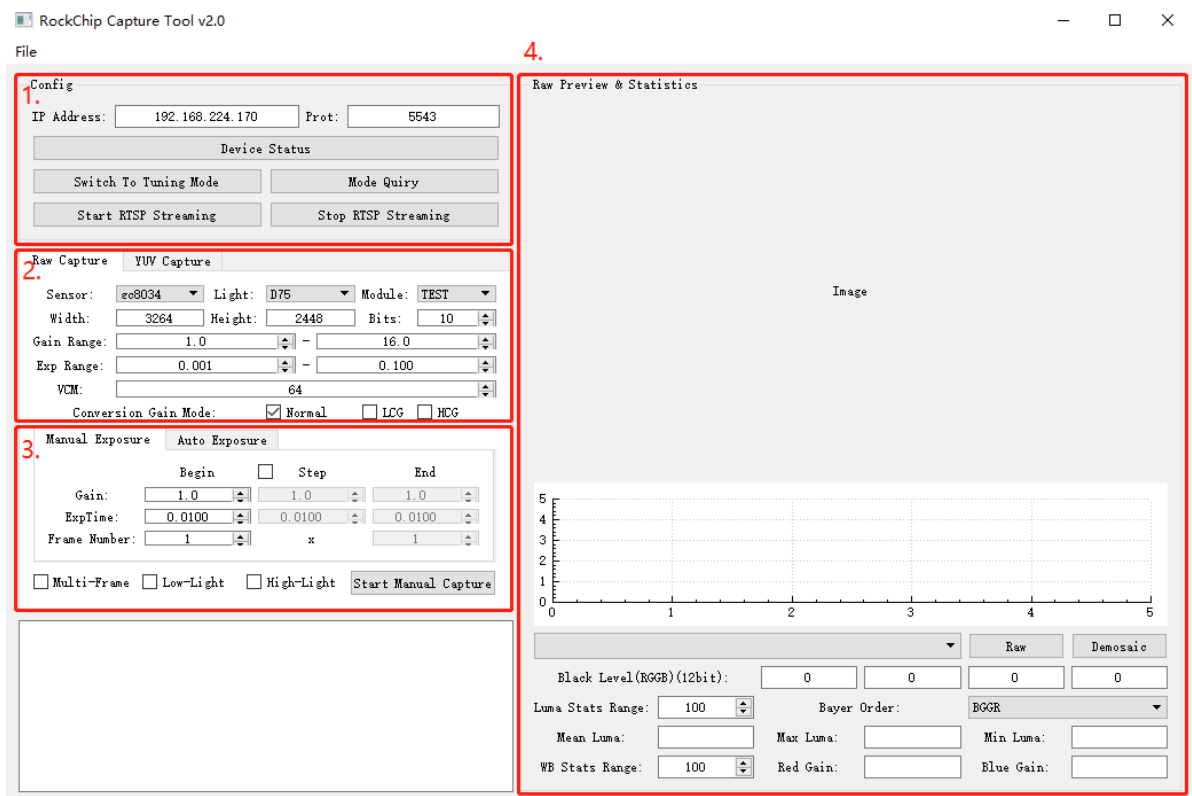 RockChip Capture Tool v2.0
File
4.
Config
1.
IP Address: 192.168.224.170 Prot: 5543
Device Status
Switch To Tuning Mode Mode Quiry
Start RTSP Streaming Stop RTSP Streaming
Raw Capture YUV Capture
2.
Sensor: gc8034 Light: D75 Module: TEST
Width: 3264 Height: 2448 Bits: 10
Gain Range: 1.0 - 16.0
Exp Range: 0.001 - 0.100
VCM: 64
Conversion Gain Mode: Normal LCG HCG
Manual Exposure Auto Exposure
3.
Begin Step End
Gain: 1.0 1.0 1.0
ExpTime: 0.0100 0.0100 0.0100
Frame Number: 1 x 1
Multi-Frame Low-Light High-Light Start Manual Capture
Raw Preview & Statistics
Image
5
4
3
2
1
0
0 1 2 3 4 5
Raw Demosaic
Black Level(RGGB)(12bit): 0 0 0 0
Luma Stats Range: 100 Bayer Order: BGGR
Mean Luma: Max Luma: Min Luma:
WB Stats Range: 100 Red Gain: Blue Gain: